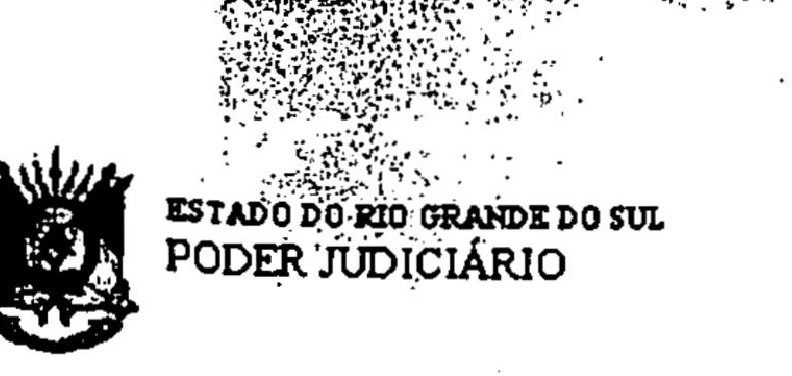 ESTADO DO RIO GRANDE DO SUL
PODER JUDICIÁRIO